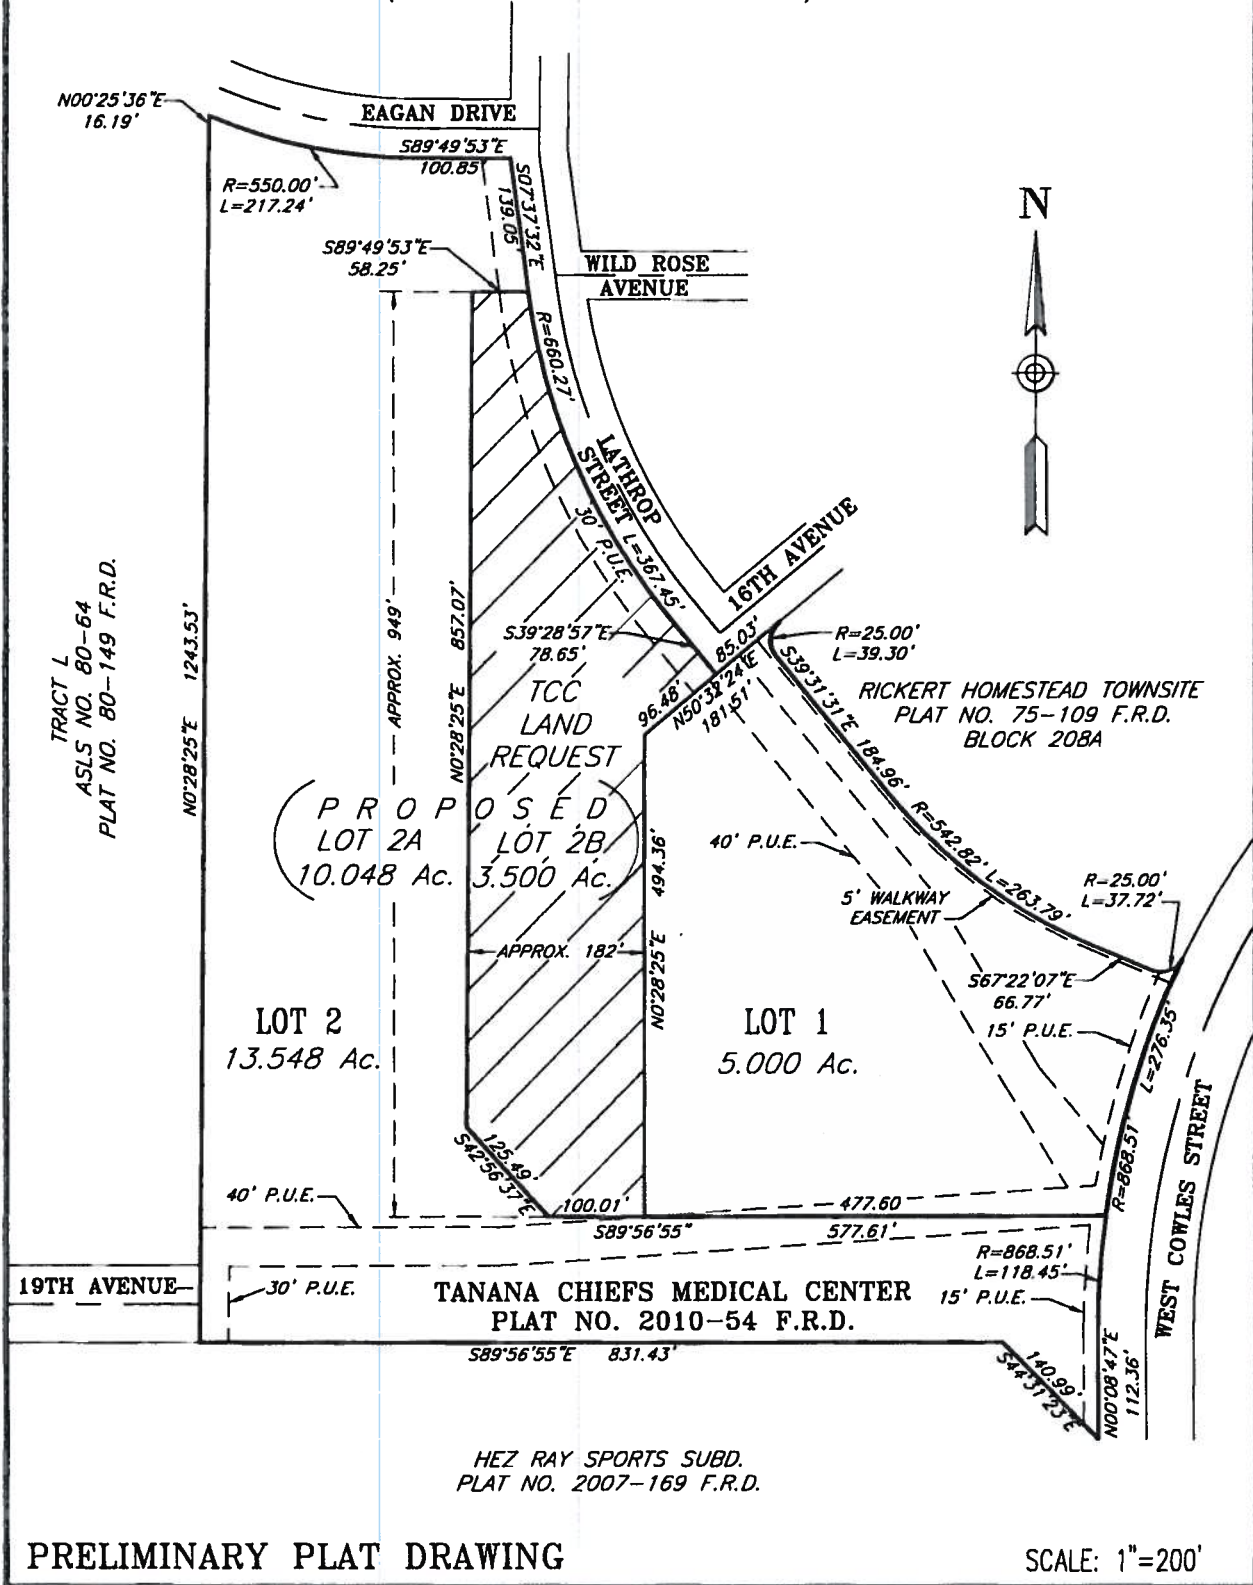 N00°25'36"E
16.19'
EAGAN DRIVE
S89°49'53"E
100.85'
R=550.00'
L=217.24'
S07°37'32"E
139.05'
S89°49'53"E
58.25'
WILD ROSE
AVENUE
N
R=660.27'
L=367.45'
LATHROP
STREET
30' P.U.E.
16TH AVENUE
S39°28'57"E
78.65'
85.03'
96.48'
N50°32'24"E
181.51'
R=25.00'
L=39.30'
S39°31'31"E 184.96'
RICKERT HOMESTEAD TOWNSITE
PLAT NO. 75-109 F.R.D.
BLOCK 208A
TRACT L
ASLS NO. 80-64
PLAT NO. 80-149 F.R.D.
N0°28'25"E 1243.53'
APPROX. 949'
N0°28'25"E 857.07'
TCC
LAND
REQUEST
PROPOSED
LOT 2A LOT 2B
10.048 Ac. 3.500 Ac.
N0°28'25"E 494.36'
40' P.U.E.
R=542.82' L=263.79'
5' WALKWAY
EASEMENT
R=25.00'
L=37.72'
APPROX. 182'
S67°22'07"E
66.77'
15' P.U.E.
LOT 2
13.548 Ac.
LOT 1
5.000 Ac.
L=276.35'
R=868.51'
WEST COWLES STREET
125.49'
S42°56'37"E
40' P.U.E.
100.01'
477.60
S89°56'55"
577.61'
R=868.51'
L=118.45'
19TH AVENUE
30' P.U.E.
TANANA CHIEFS MEDICAL CENTER
PLAT NO. 2010-54 F.R.D.
15' P.U.E.
S89°56'55"E 831.43'
140.99'
S44°31'23"E
N00°08'47"E
112.36'
HEZ RAY SPORTS SUBD.
PLAT NO. 2007-169 F.R.D.
PRELIMINARY PLAT DRAWING
SCALE: 1"=200'